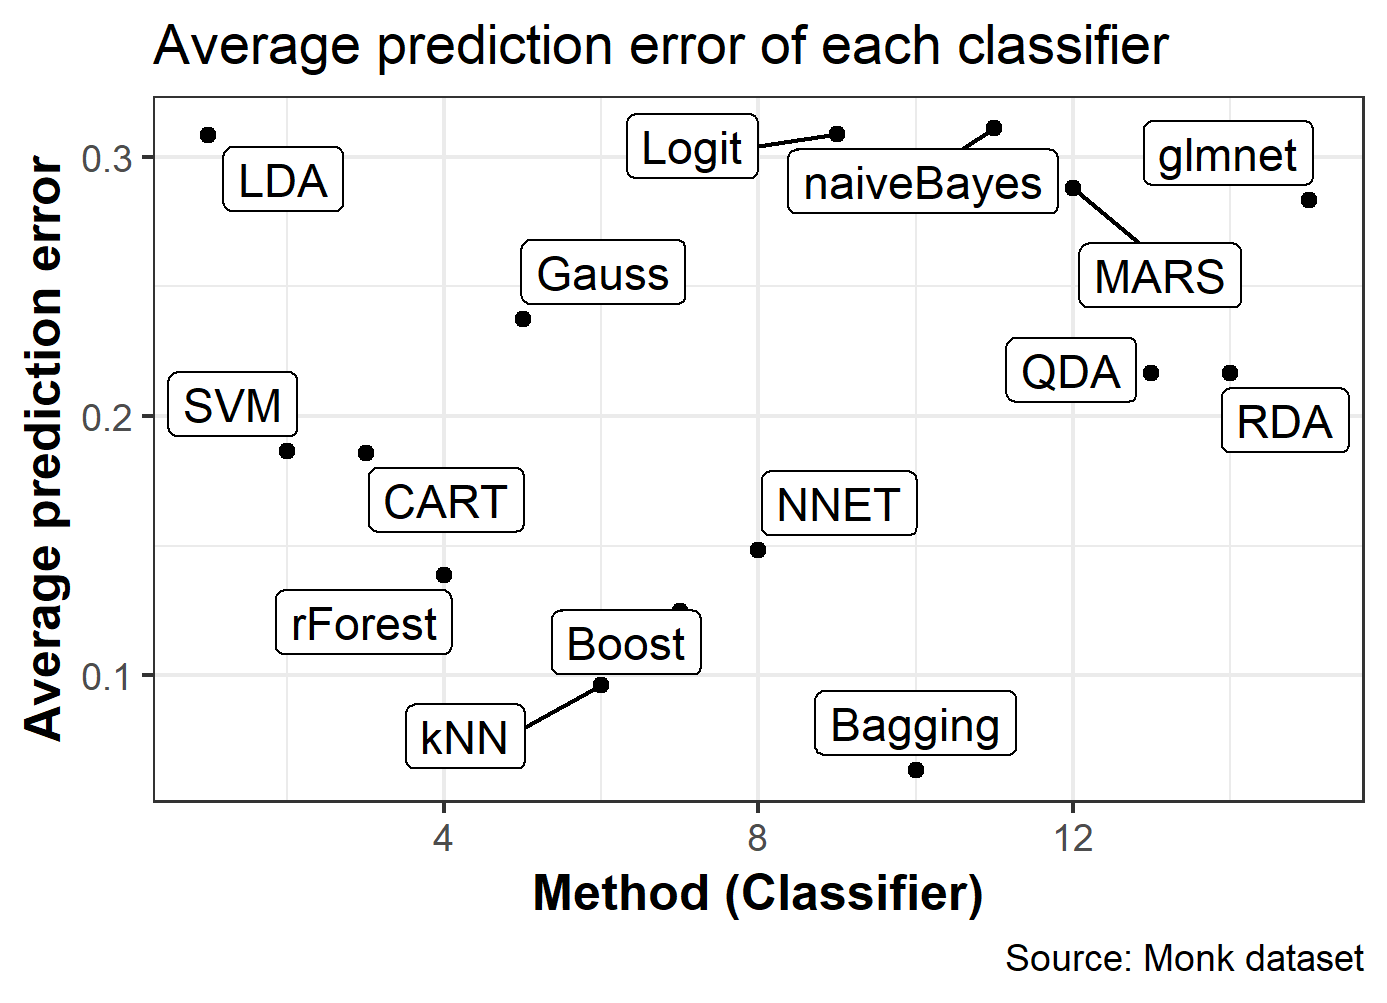 Average prediction error of each classifier
Average prediction error
0.3
0.2
0.1
LDA
Logit
naiveBayes
glmnet
Gauss
MARS
SVM
QDA
RDA
CART
NNET
rForest
Boost
kNN
Bagging
4
8
12
Method (Classifier)
Source: Monk dataset